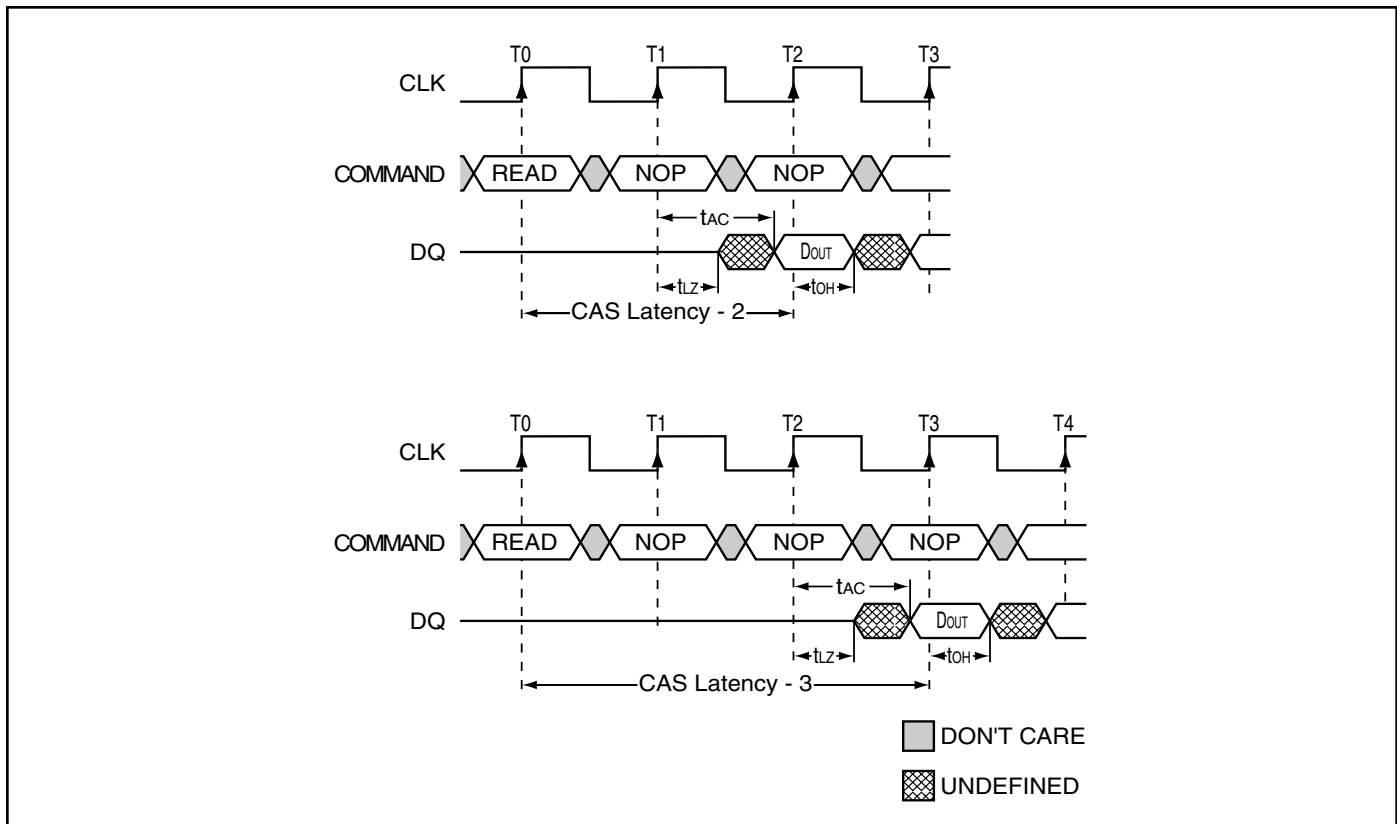 T0 T1 T2 T3
CLK
COMMAND READ NOP NOP
tAC
DQ DOUT
tLZ tOH
CAS Latency - 2
T0 T1 T2 T3 T4
CLK
COMMAND READ NOP NOP NOP
tAC
DQ DOUT
tLZ tOH
CAS Latency - 3
DON'T CARE
UNDEFINED